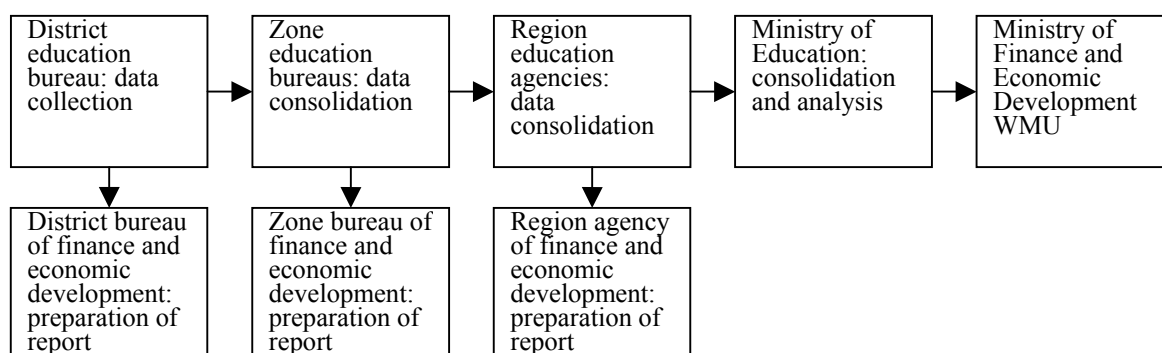 District
education
bureau: data
collection
Zone
education
bureaus: data
consolidation
Region
education
agencies:
data
consolidation
Ministry of
Education:
consolidation
and analysis
Ministry of
Finance and
Economic
Development
WMU
District bureau
of finance and
economic
development:
preparation of
report
Zone bureau of
finance and
economic
development:
preparation of
report
Region agency
of finance and
economic
development:
preparation of
report